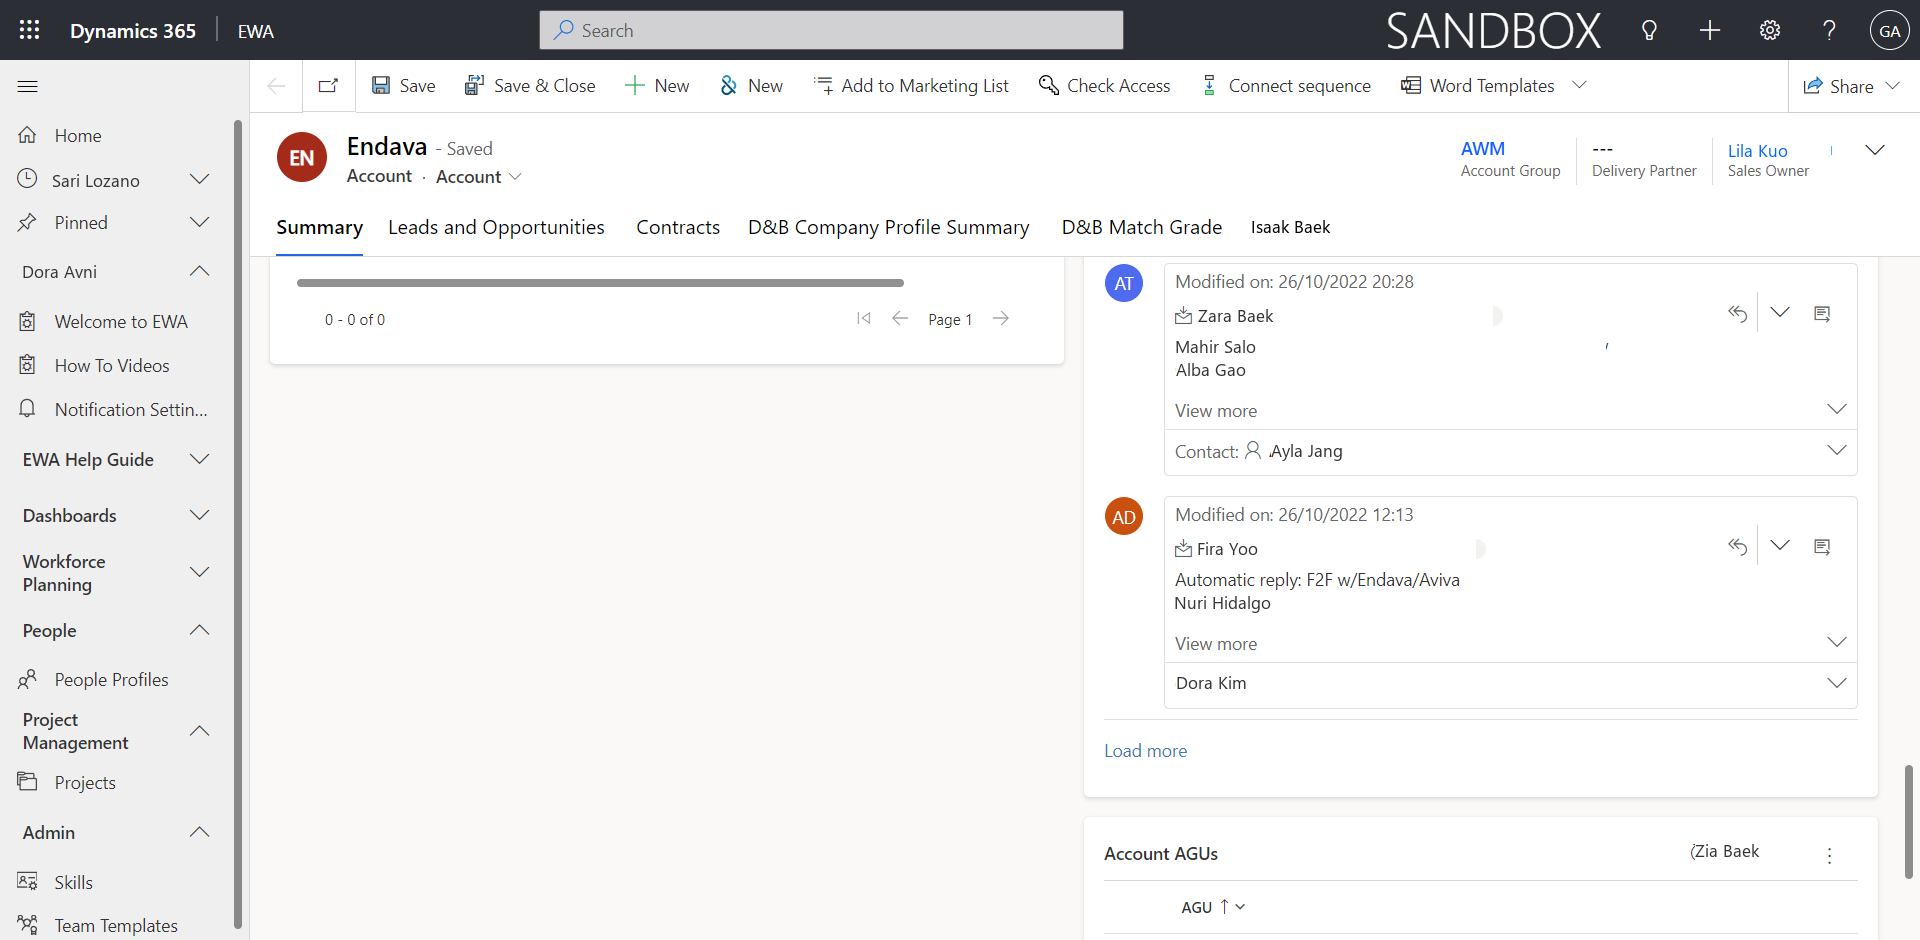 Dynamics 365
EWA
Search
SANDBOX
GA
Save
Save & Close
New
New
Add to Marketing List
Check Access
Connect sequence
Word Templates
Share
Home
Sari Lozano
Pinned
Dora Avni
Welcome to EWA
How To Videos
Notification Settin...
EWA Help Guide
Dashboards
Workforce
Planning
People
People Profiles
Project
Management
Projects
Admin
Skills
Team Templates
EN
Endava - Saved
Account · Account
AWM
Account Group
---
Delivery Partner
Lila Kuo
Sales Owner
Summary
Leads and Opportunities
Contracts
D&B Company Profile Summary
D&B Match Grade
Isaak Baek
0 - 0 of 0
Page 1
AT
Modified on: 26/10/2022 20:28
Zara Baek
Mahir Salo
Alba Gao
View more
Contact: Ayla Jang
AD
Modified on: 26/10/2022 12:13
Fira Yoo
Automatic reply: F2F w/Endava/Aviva
Nuri Hidalgo
View more
Dora Kim
Load more
Account AGUs
Zia Baek
AGU